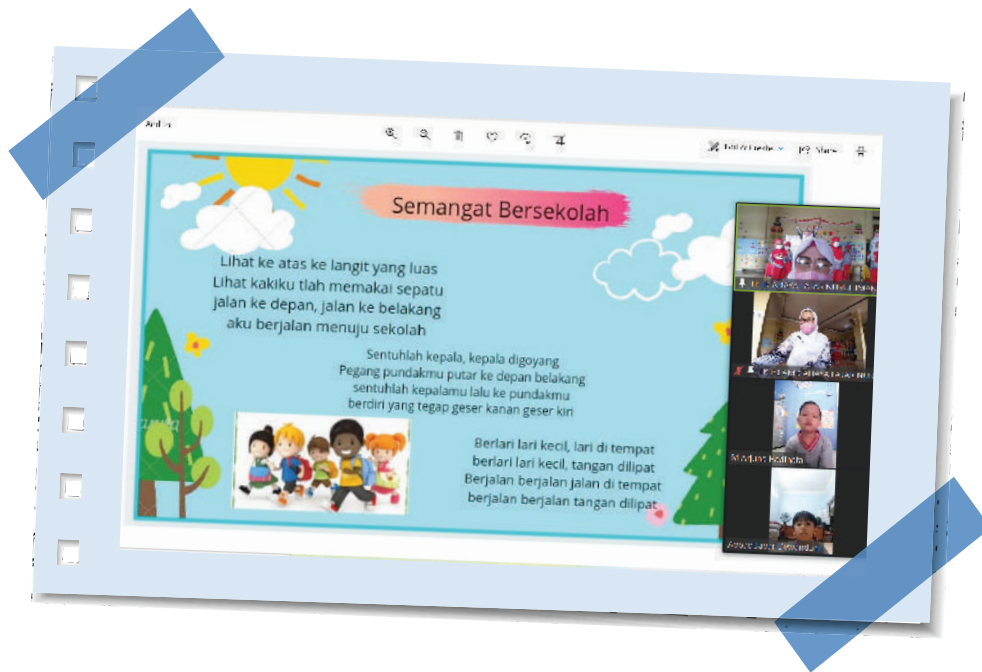 Semangat Bersekolah
Lihat ke atas ke langit yang luas
Lihat kakiku tlah memakai sepatu
jalan ke depan, jalan ke belakang
aku berjalan menuju sekolah
Sentuhlah kepala, kepala digoyang
Pegang pundakmu putar ke depan belakang
sentuhlah kepalamu lalu ke pundakmu
berdiri yang tegap geser kanan geser kiri
Berlari lari kecil, lari di tempat
berlari lari kecil, tangan dilipat
Berjalan berjalan jalan di tempat
berjalan berjalan tangan dilipat